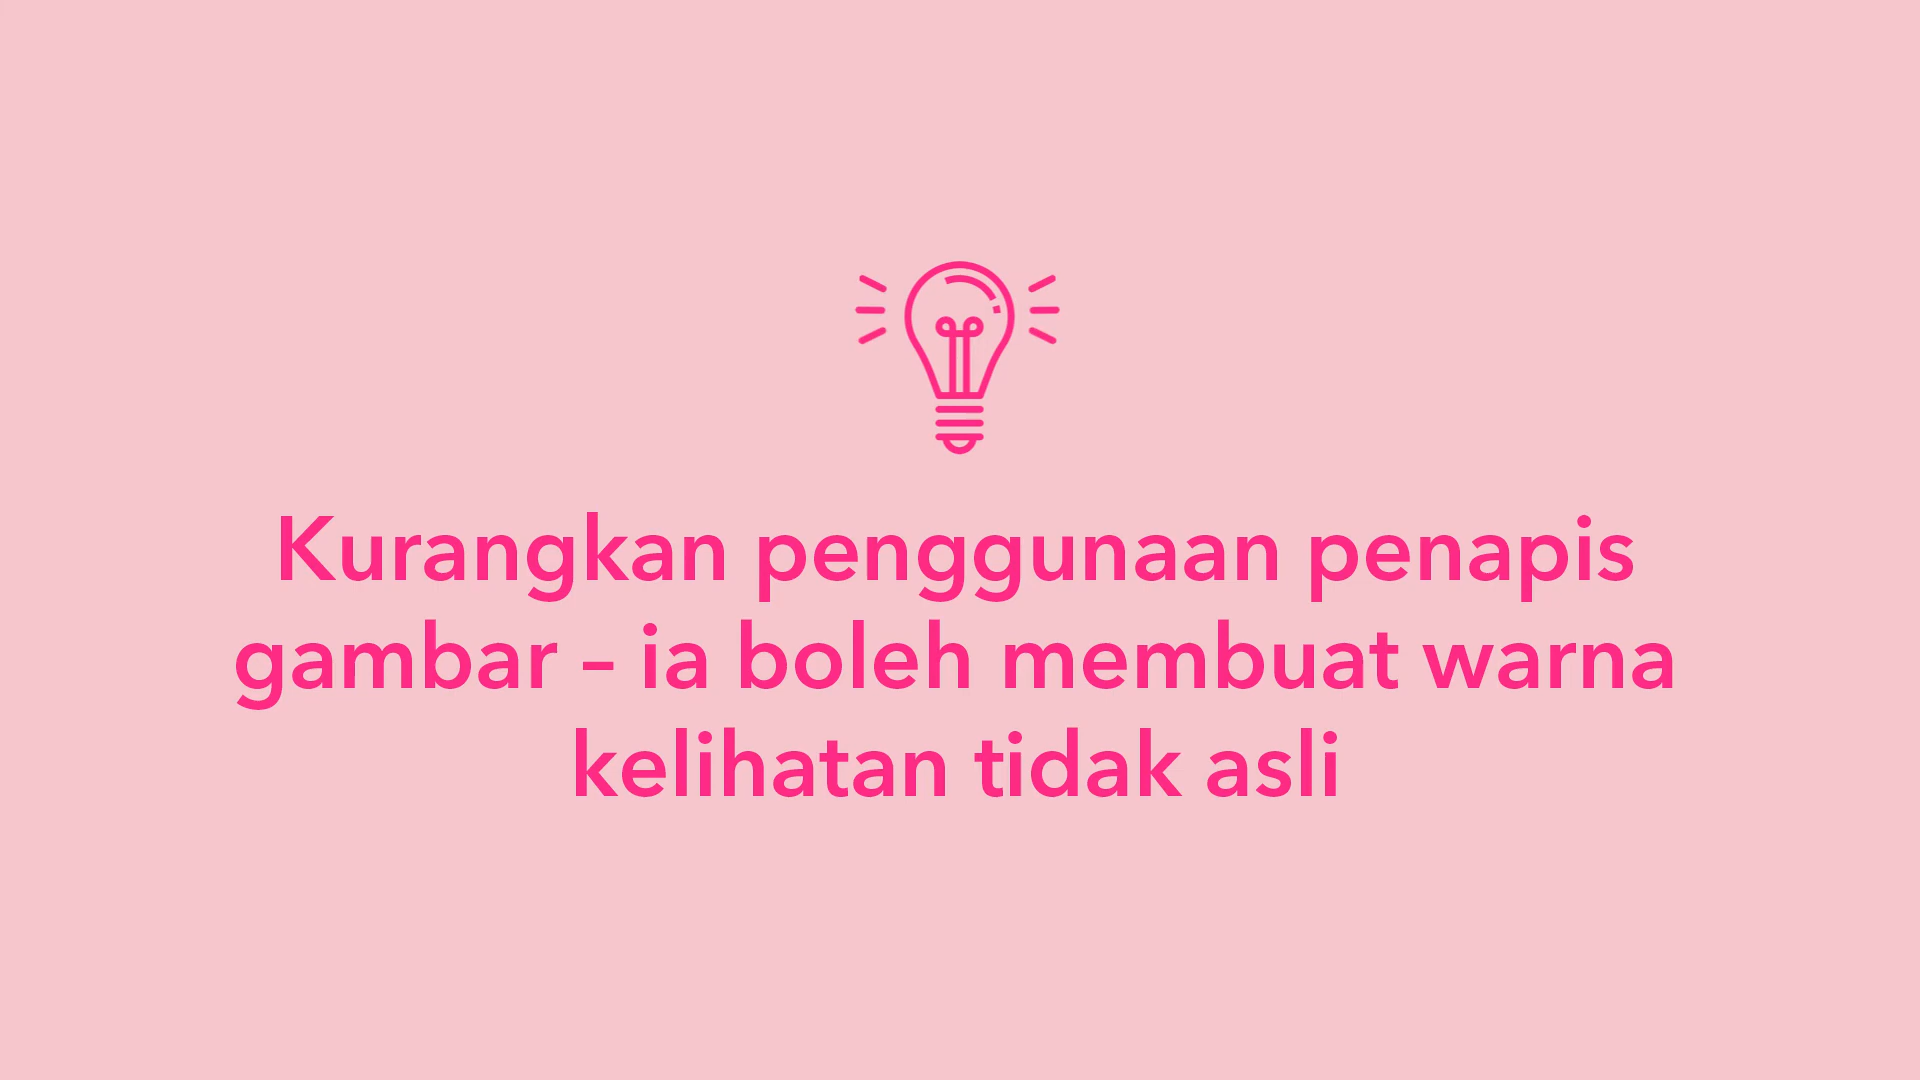 Kurangkan penggunaan penapis
gambar – ia boleh membuat warna
kelihatan tidak asli